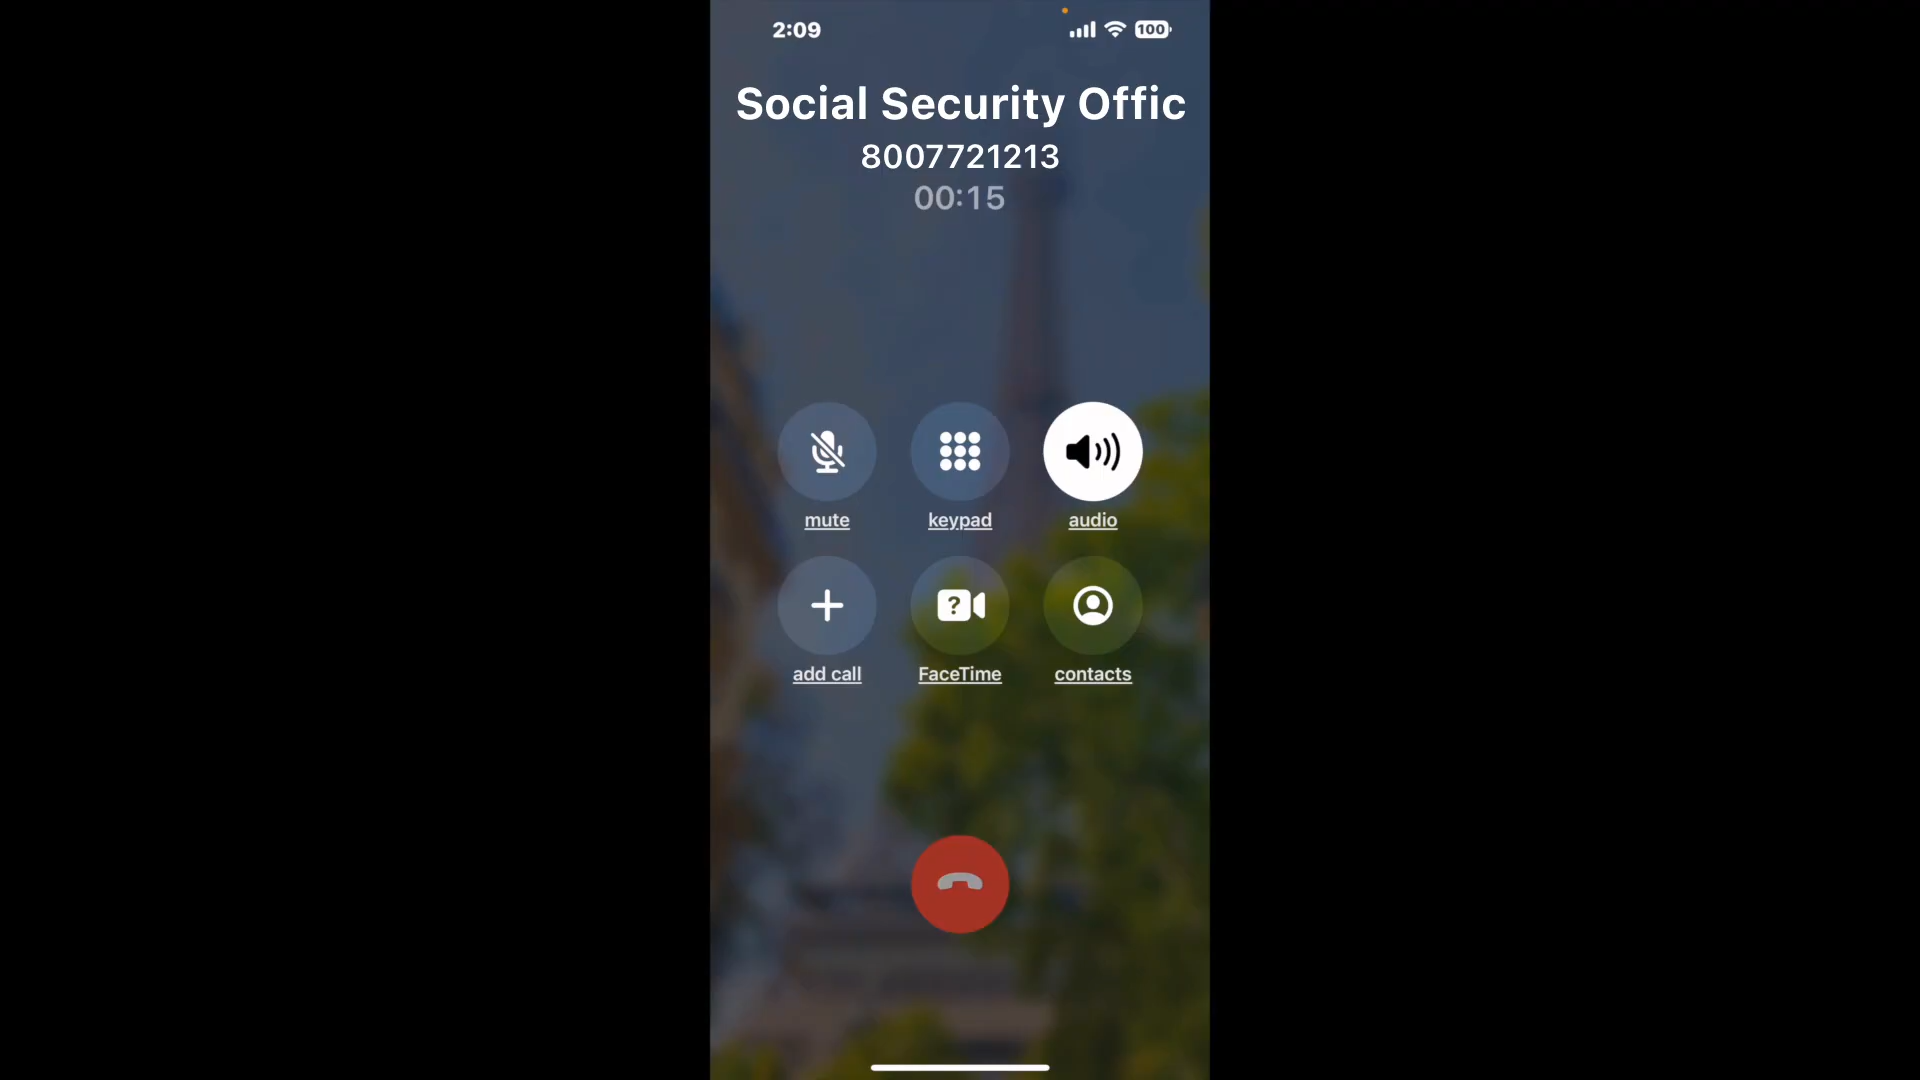 2:09
100
Social Security Offic
8007721213
00:15
mute
keypad
audio
?
add call
FaceTime
contacts